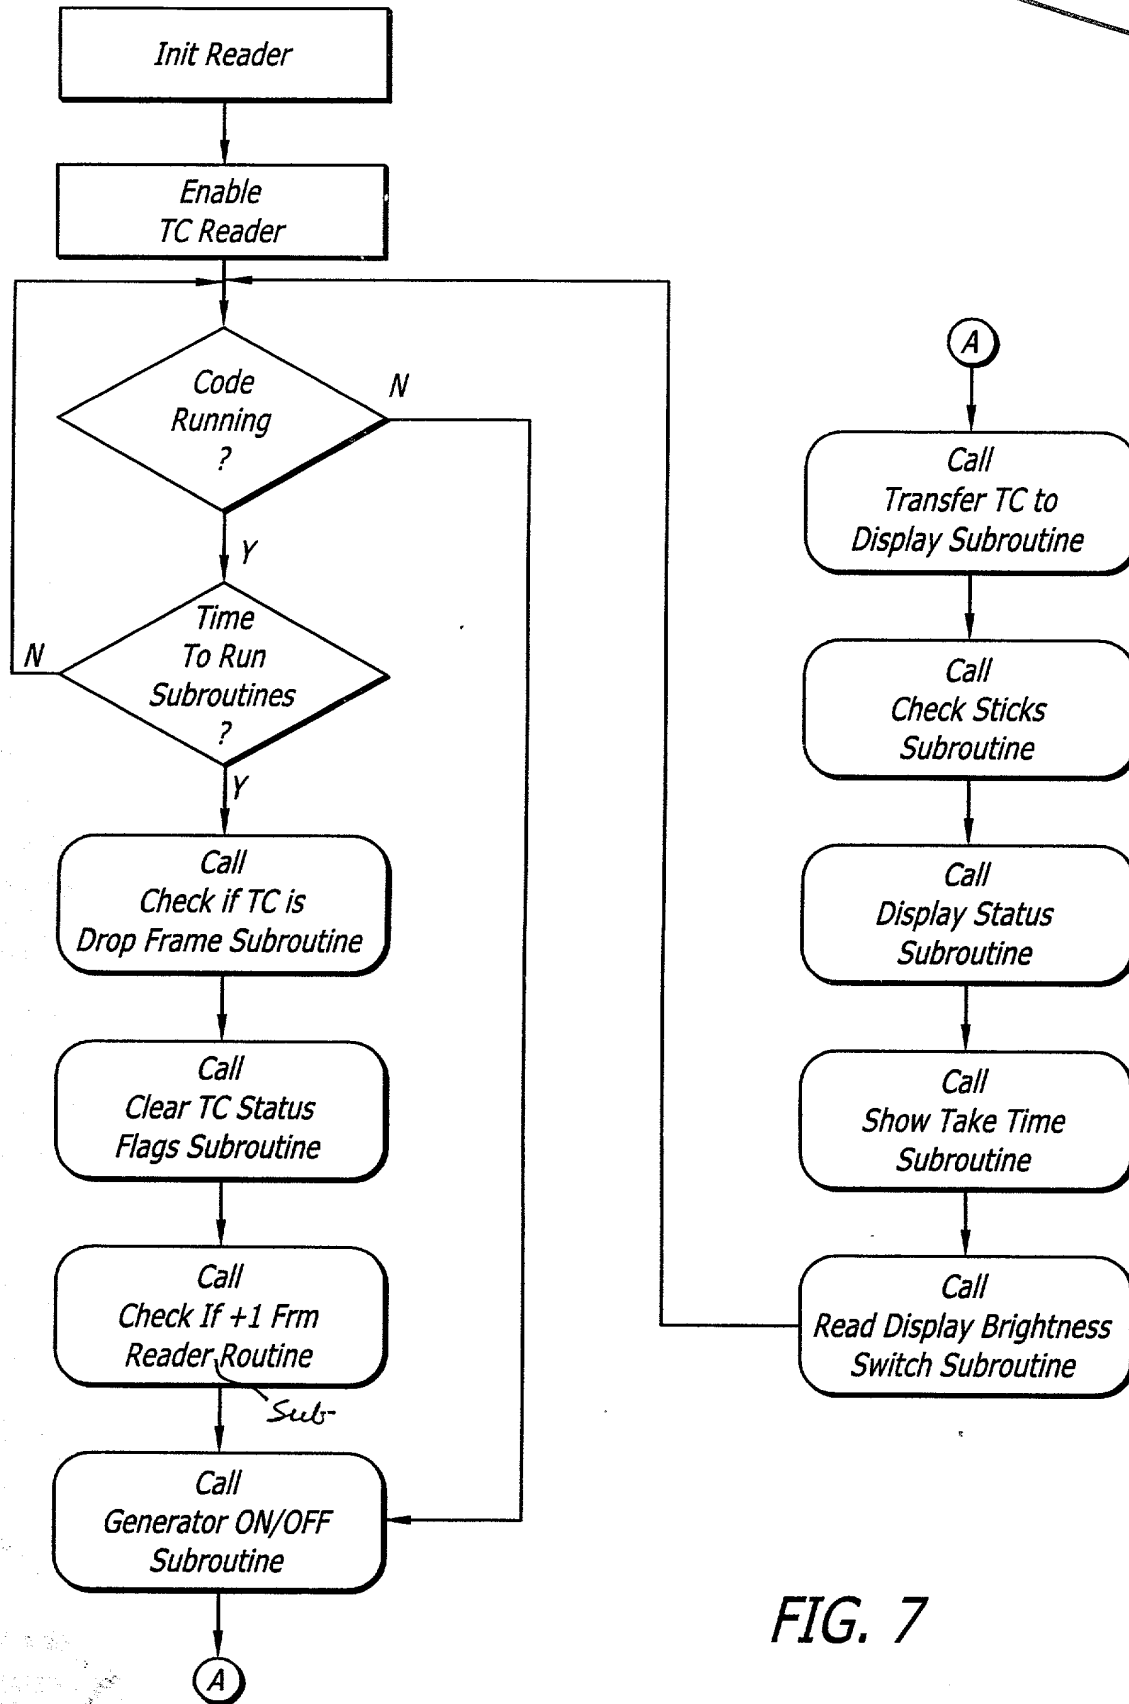 Init Reader
Enable
TC Reader
Code
Running
?
N
Y
Time
To Run
Subroutines
?
N
Y
Call
Check if TC is
Drop Frame Subroutine
Call
Clear TC Status
Flags Subroutine
Call
Check If +1 Frm
Reader Routine
Sub-
Call
Generator ON/OFF
Subroutine
A
A
Call
Transfer TC to
Display Subroutine
Call
Check Sticks
Subroutine
Call
Display Status
Subroutine
Call
Show Take Time
Subroutine
Call
Read Display Brightness
Switch Subroutine
FIG. 7